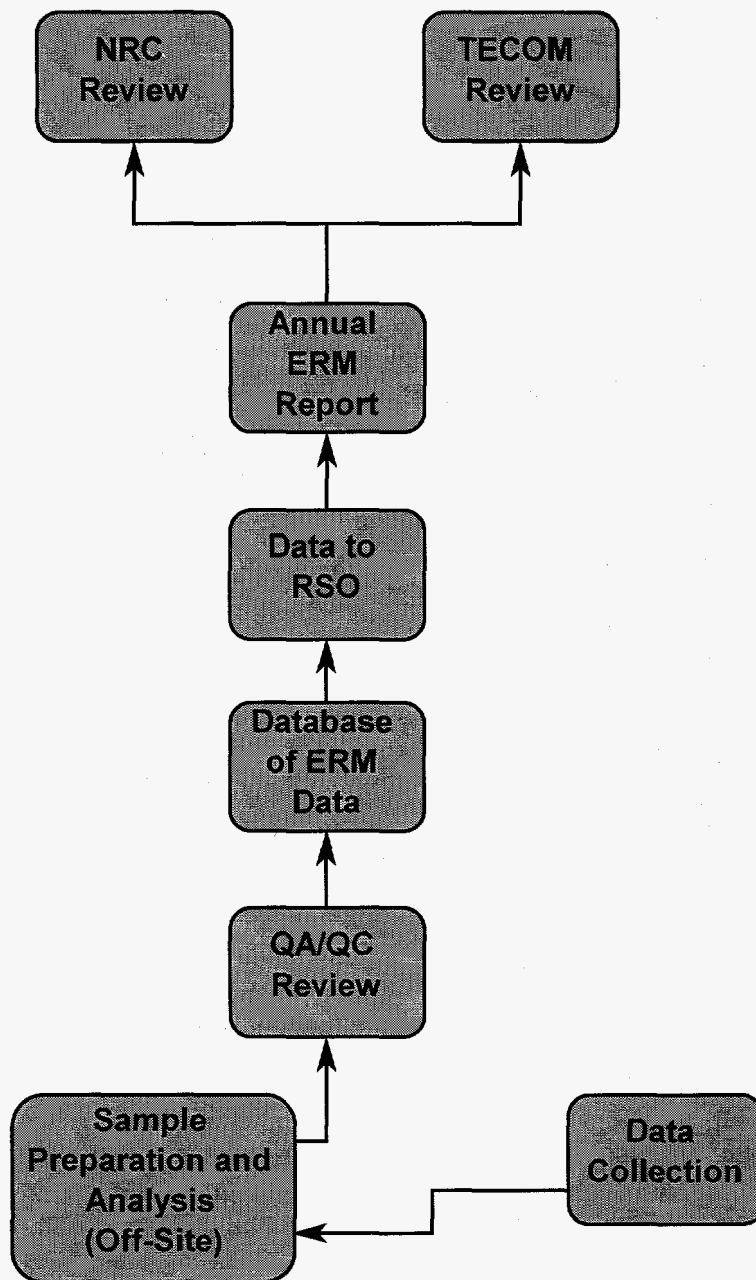 NRC
Review
TECOM
Review
Annual
ERM
Report
Data to
RSO
Database
of ERM
Data
QA/QC
Review
Sample
Preparation and
Analysis
(Off-Site)
Data
Collection